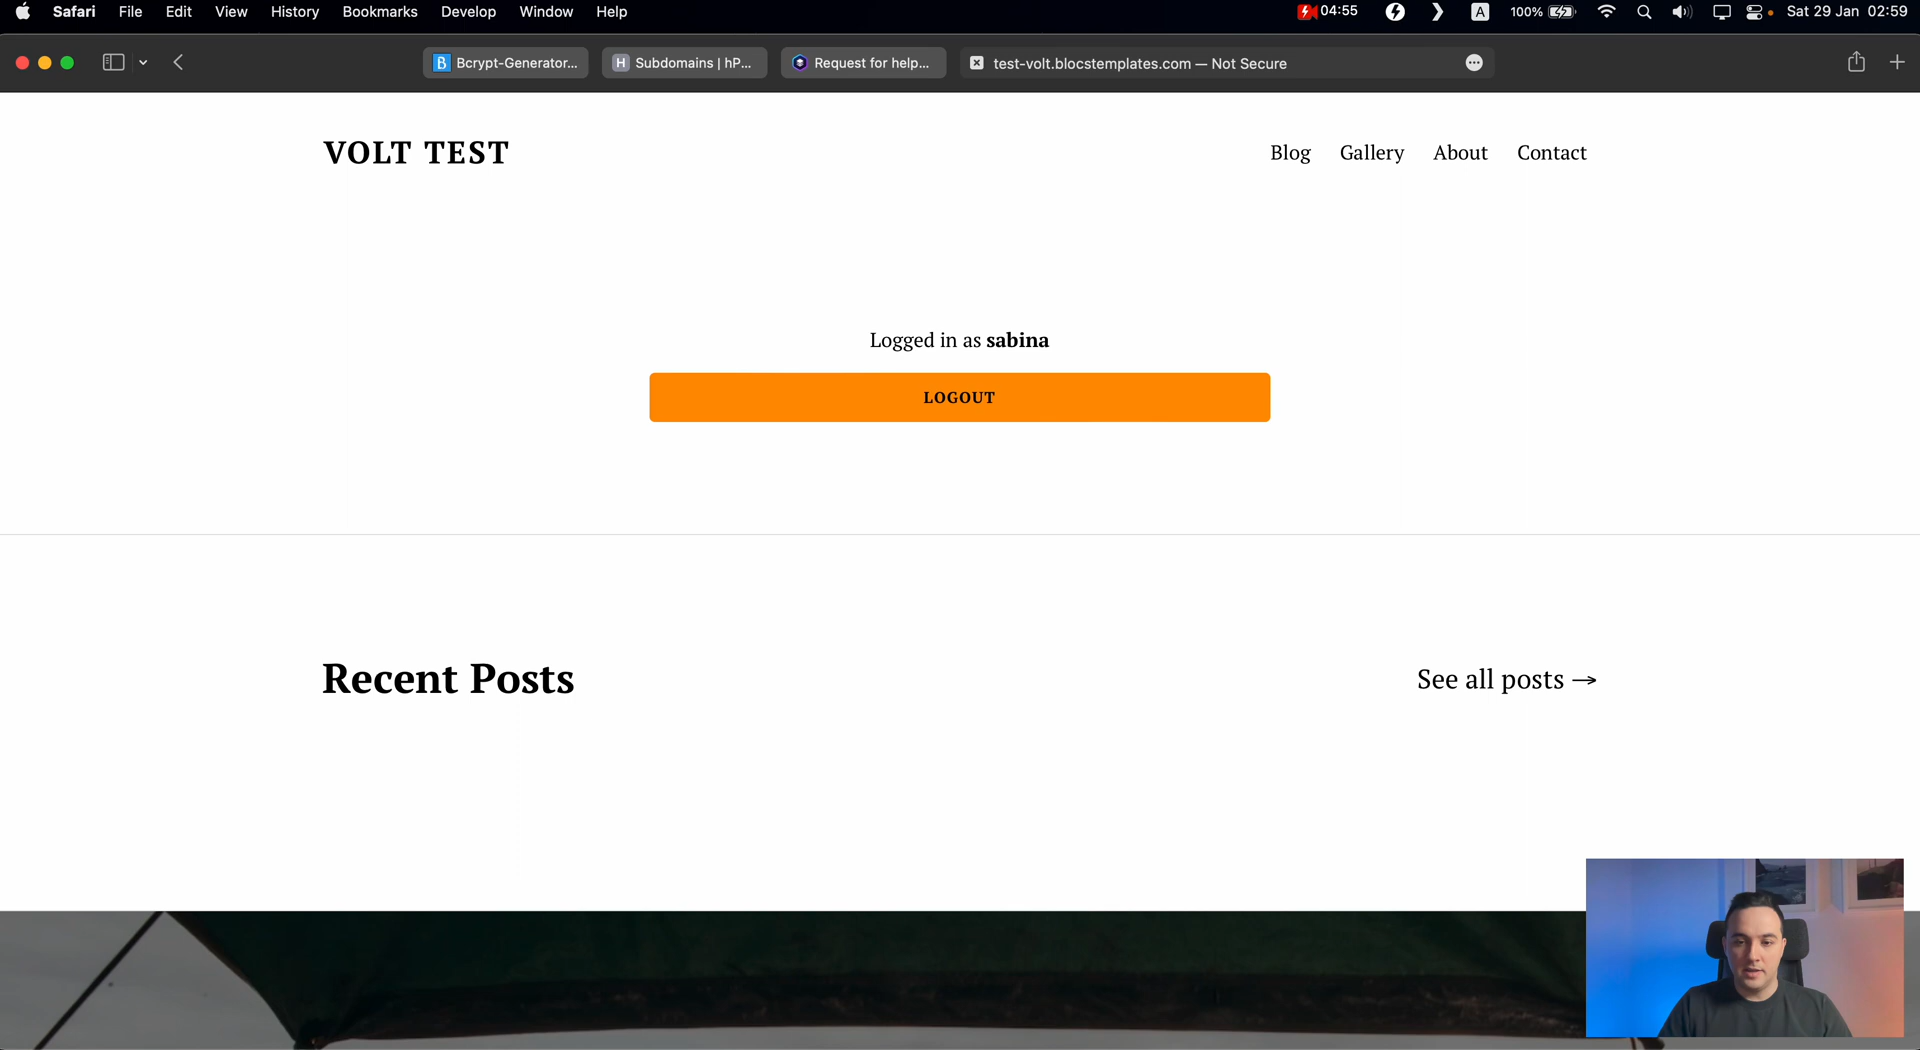 Safari File Edit View History Bookmarks Develop Window Help 04:55 A 100% Sat 29 Jan 02:59
B Bcrypt-Generator... H Subdomains | hP... Request for help... test-volt.blocstemplates.com — Not Secure
VOLT TEST Blog Gallery About Contact
Logged in as sabina
LOGOUT
Recent Posts See all posts →